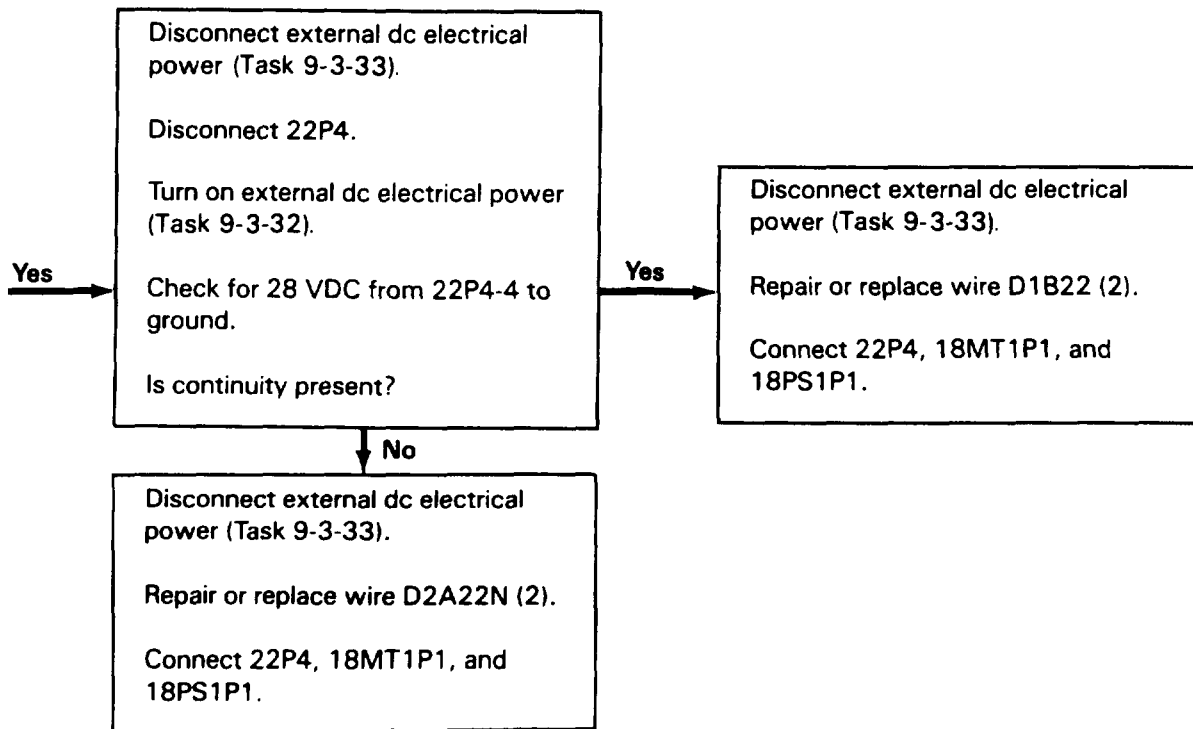 Disconnect external dc electrical
power (Task 9-3-33).
Disconnect 22P4.
Turn on external dc electrical power
(Task 9-3-32).
Yes
Check for 28 VDC from 22P4-4 to
ground.
Is continuity present?
Yes
Disconnect external dc electrical
power (Task 9-3-33).
Repair or replace wire D1B22 (2).
Connect 22P4, 18MT1P1, and
18PS1P1.
No
Disconnect external dc electrical
power (Task 9-3-33).
Repair or replace wire D2A22N (2).
Connect 22P4, 18MT1P1, and
18PS1P1.